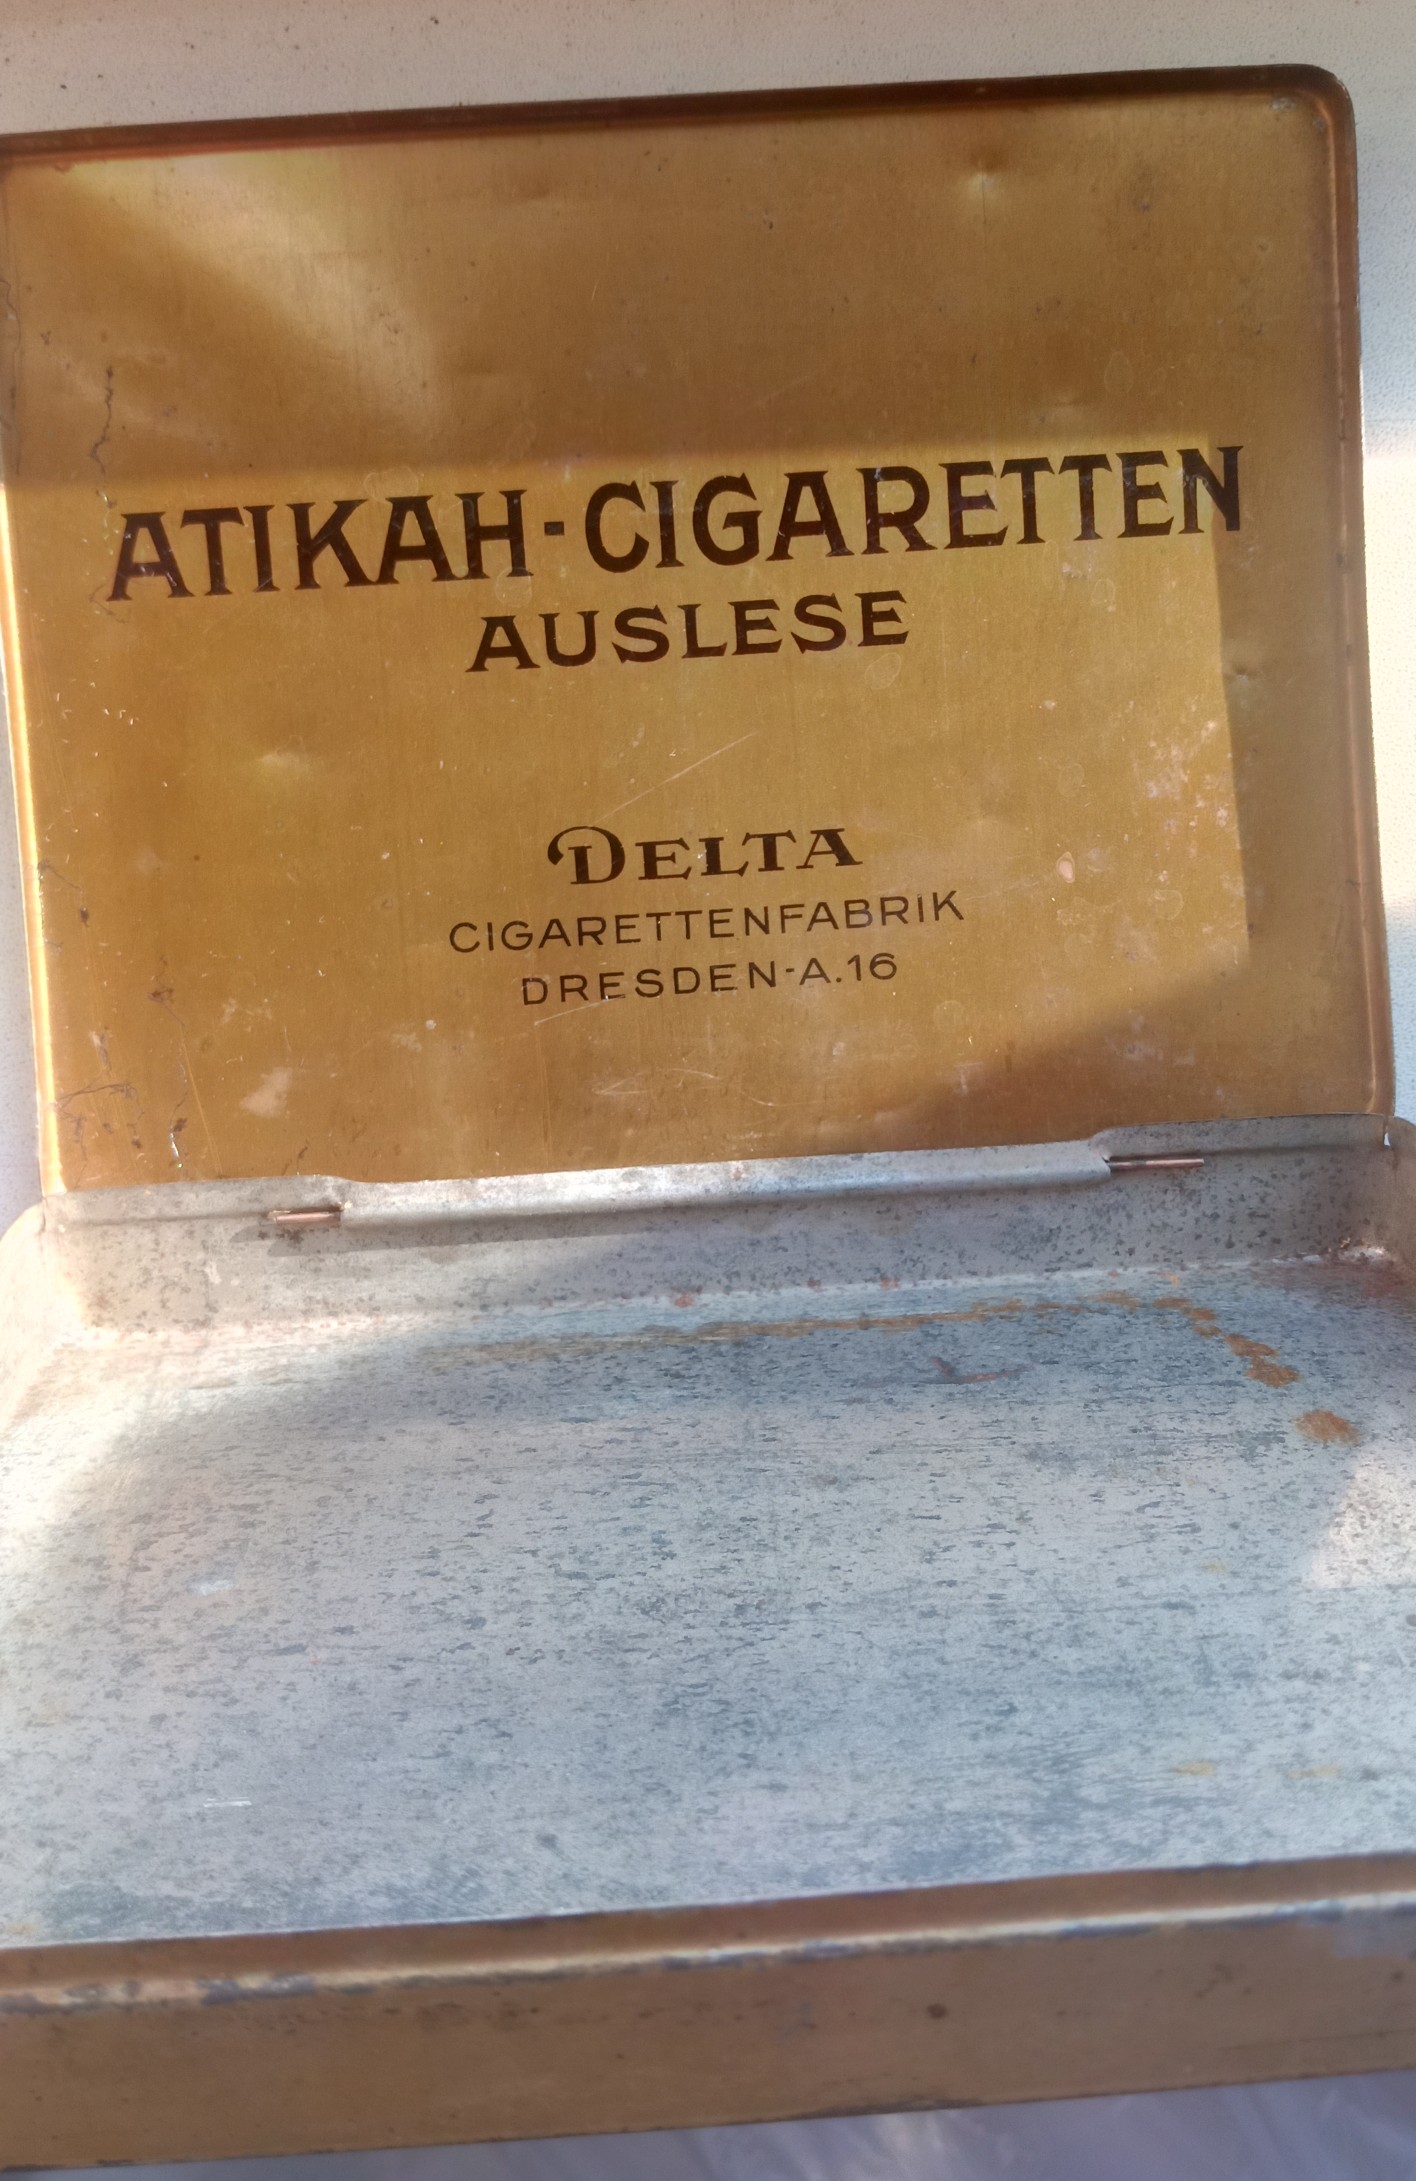 ATIKAH-CIGARETTEN
AUSLESE
DELTA
CIGARETTENFABRIK
DRESDEN-A.16